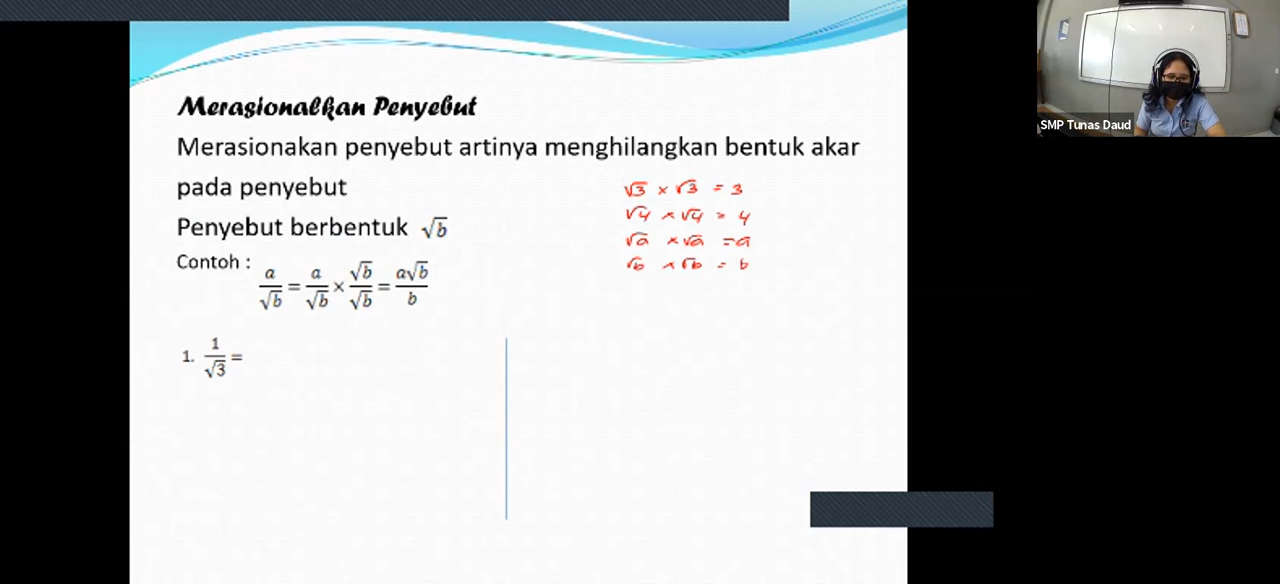 Merasionalkan Penyebut
Merasionakan penyebut artinya menghilangkan bentuk akar
pada penyebut
Penyebut berbentuk √b
Contoh :
a/√b = a/√b × √b/√b = a√b/b
1. 1/√3 =
√3 × √3 = 3
√4 × √4 = 4
√a × √a = a
√b × √b = b
SMP Tunas Daud